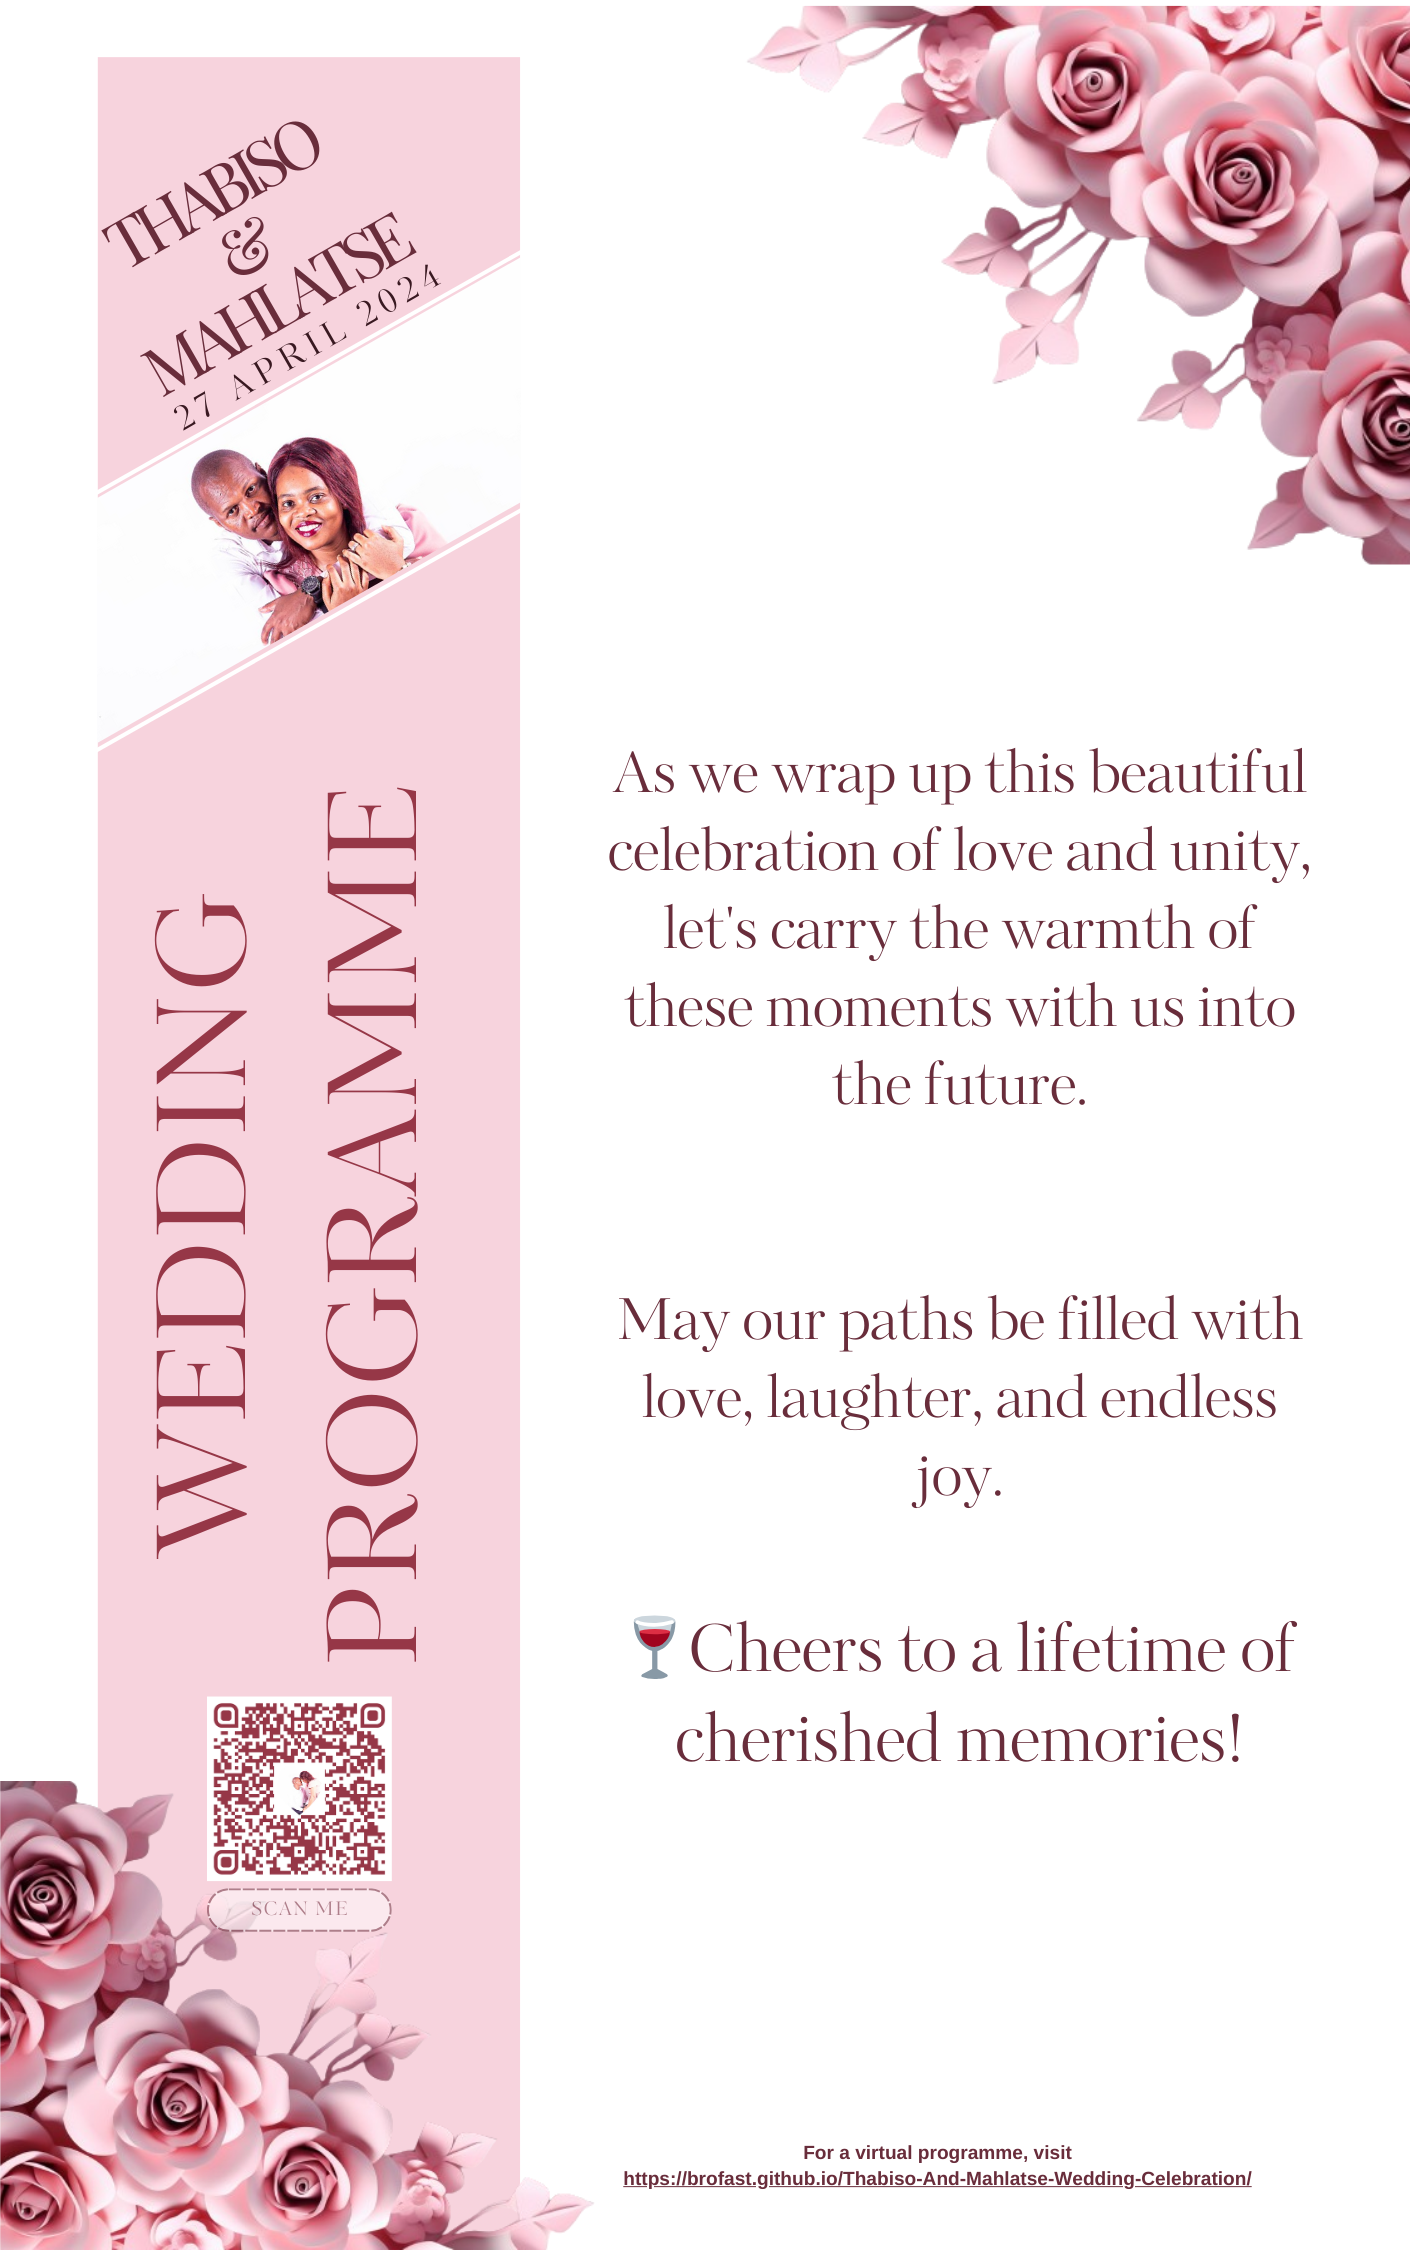 THABISO
&
MAHLATSE
27 APRIL 2024
WEDDING
PROGRAMME
SCAN ME
As we wrap up this beautiful
celebration of love and unity,
let's carry the warmth of
these moments with us into
the future.
May our paths be filled with
love, laughter, and endless
joy.
🍷Cheers to a lifetime of
cherished memories!
For a virtual programme, visit
https://brofast.github.io/Thabiso-And-Mahlatse-Wedding-Celebration/